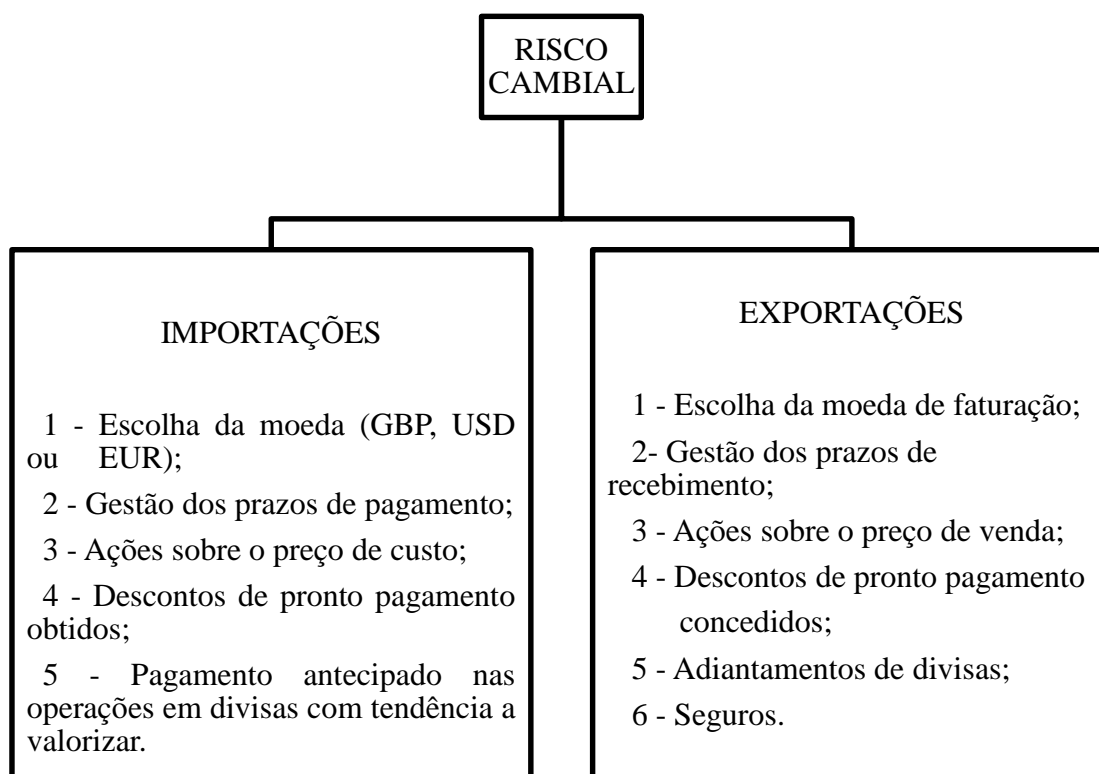 RISCO
CAMBIAL
IMPORTAÇÕES
1 - Escolha da moeda (GBP, USD
ou EUR);
2 - Gestão dos prazos de pagamento;
3 - Ações sobre o preço de custo;
4 - Descontos de pronto pagamento
obtidos;
5 - Pagamento antecipado nas
operações em divisas com tendência a
valorizar.
EXPORTAÇÕES
1 - Escolha da moeda de faturação;
2- Gestão dos prazos de
recebimento;
3 - Ações sobre o preço de venda;
4 - Descontos de pronto pagamento
concedidos;
5 - Adiantamentos de divisas;
6 - Seguros.